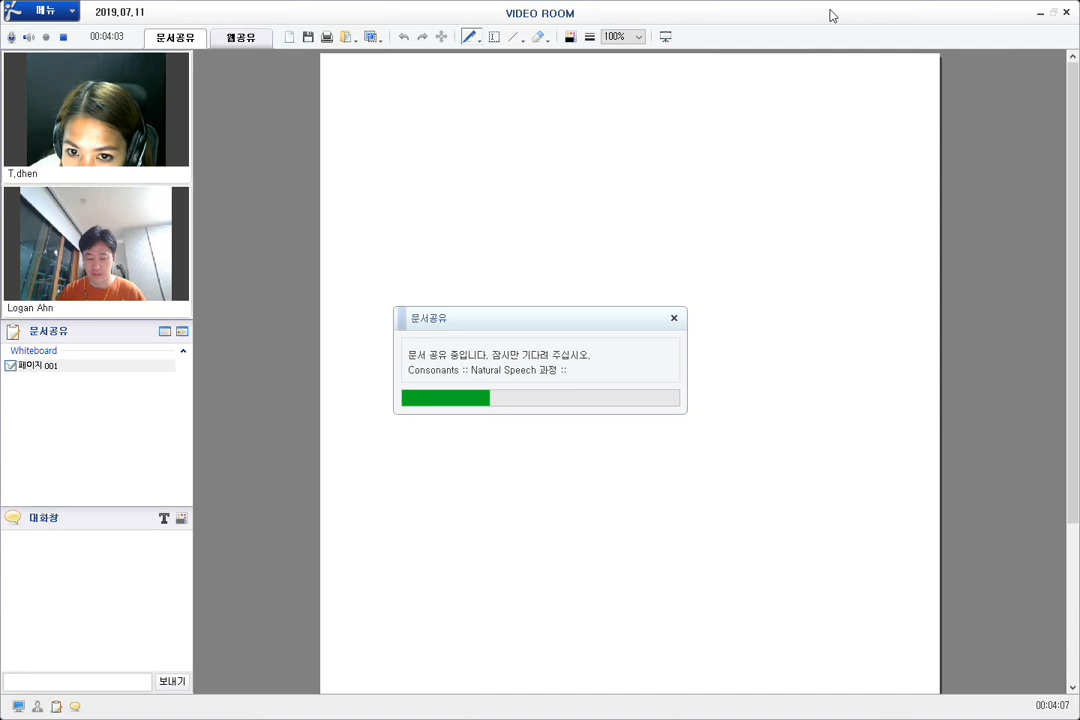 메뉴
2019.07.11
VIDEO ROOM
00:04:03
문서공유
웹공유
100%
T.dhen
Logan Ahn
문서공유
Whiteboard
페이지 001
문서공유
문서 공유 중입니다. 잠시만 기다려 주십시오.
Consonants :: Natural Speech 과정 ::
대화창
T
보내기
00:04:07